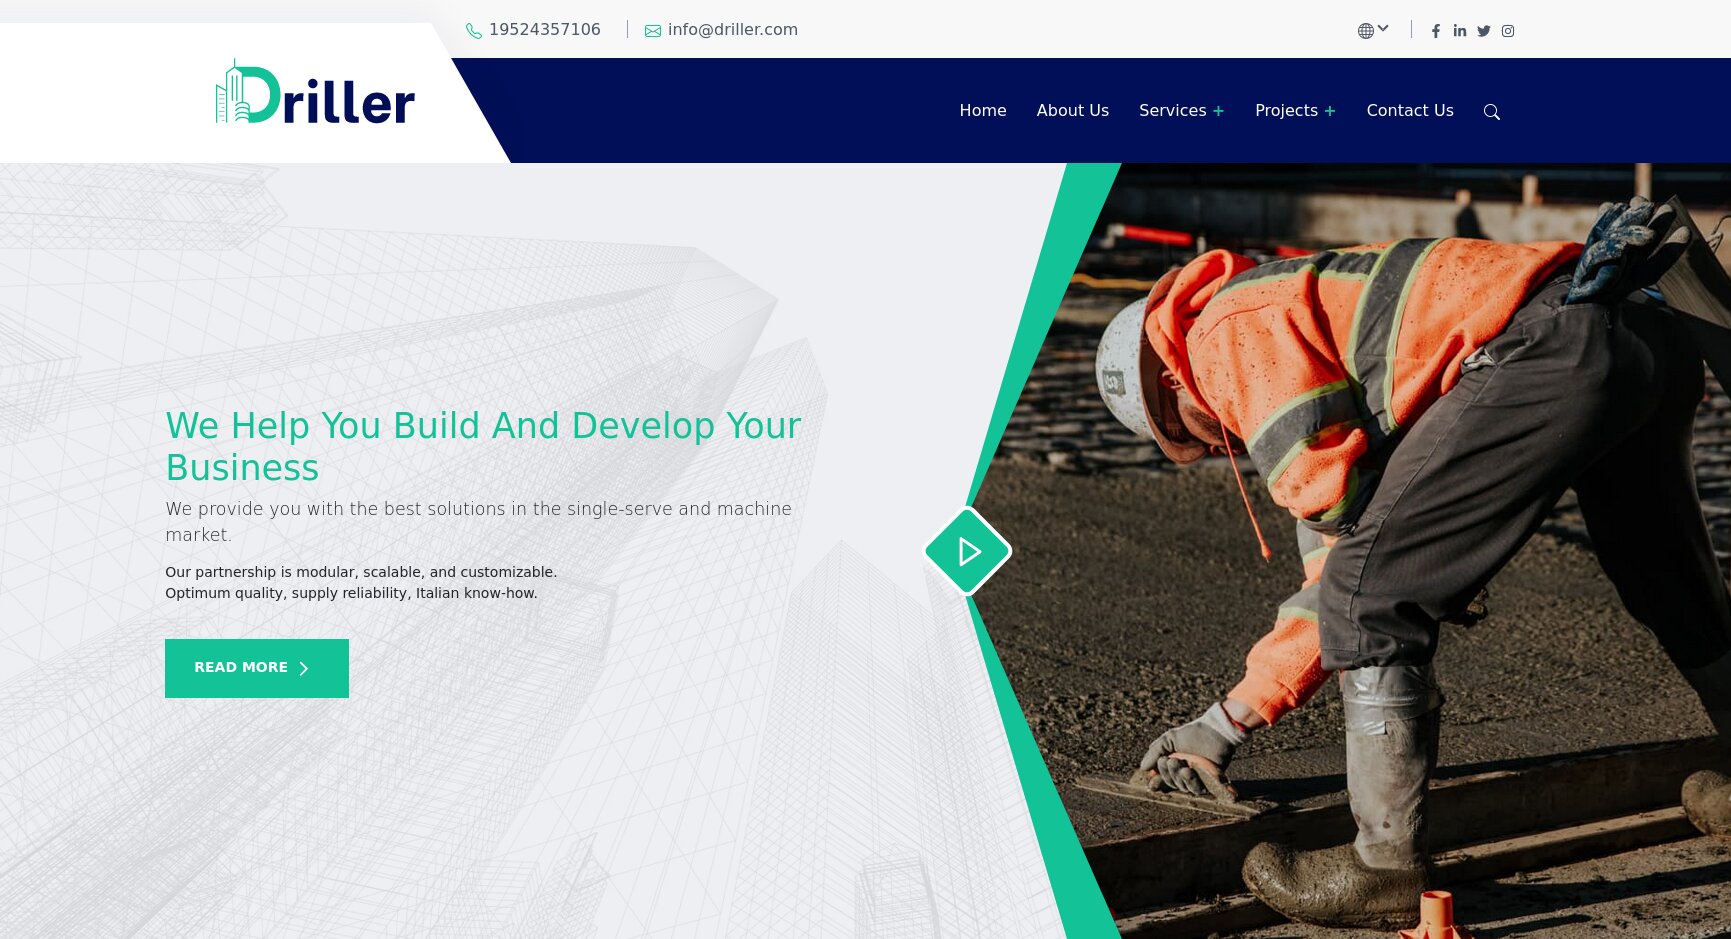 19524357106
info@driller.com
Driller
Home
About Us
Services +
Projects +
Contact Us
We Help You Build And Develop Your
Business
We provide you with the best solutions in the single-serve and machine
market.
Our partnership is modular, scalable, and customizable.
Optimum quality, supply reliability, Italian know-how.
READ MORE